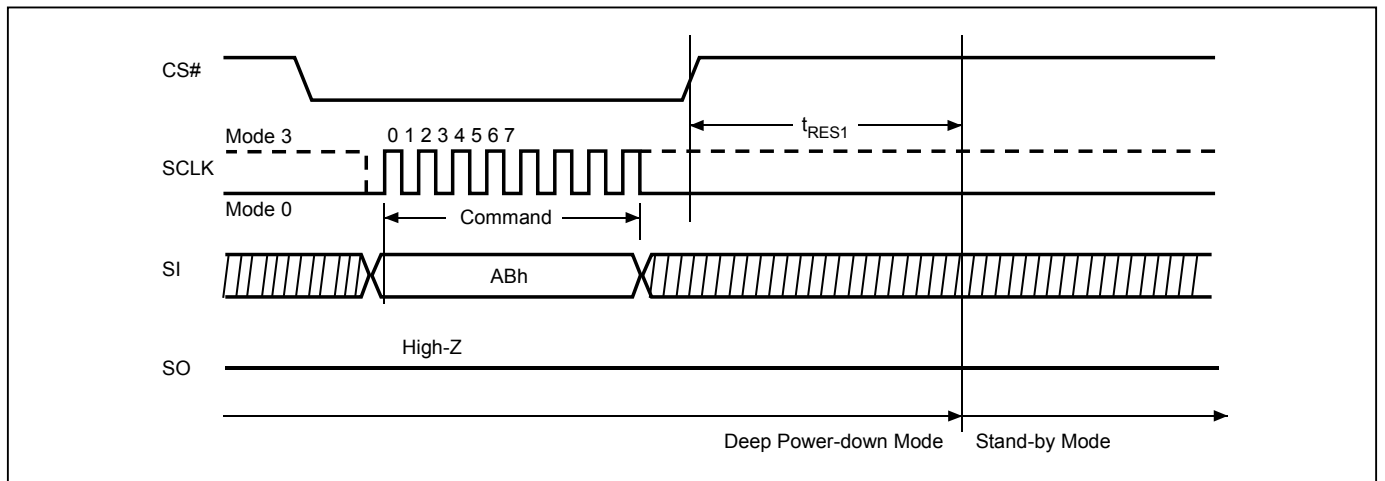 CS#
tRES1
Mode 3
0 1 2 3 4 5 6 7
SCLK
Mode 0
Command
SI
ABh
High-Z
SO
Deep Power-down Mode
Stand-by Mode